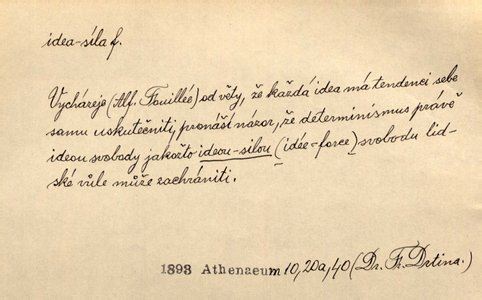 idea-síla f.
Vycházeje (Alf. Fouillée) od věty, že každá idea má tendenci sebe
samu uskutečniti, pronáší názor, že determinismus právě
ideou svobody jakožto ideou-silou (idée-force) svobodu lid-
ské vůle může zachrániti.
1893 Athenaeum 10, 20a, 40 (Dr. Fr. Drtina.)